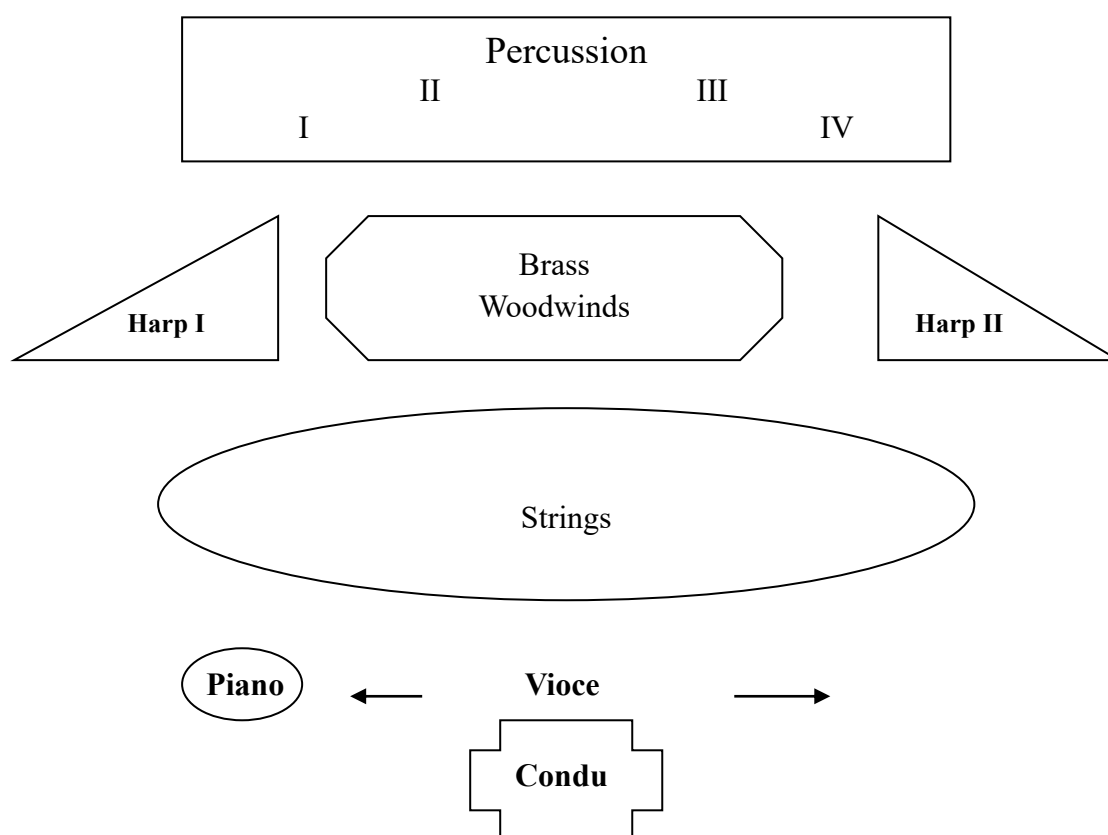 Percussion
II III
I IV
Brass
Woodwinds
Harp I
Harp II
Strings
Piano
Vioce
Condu